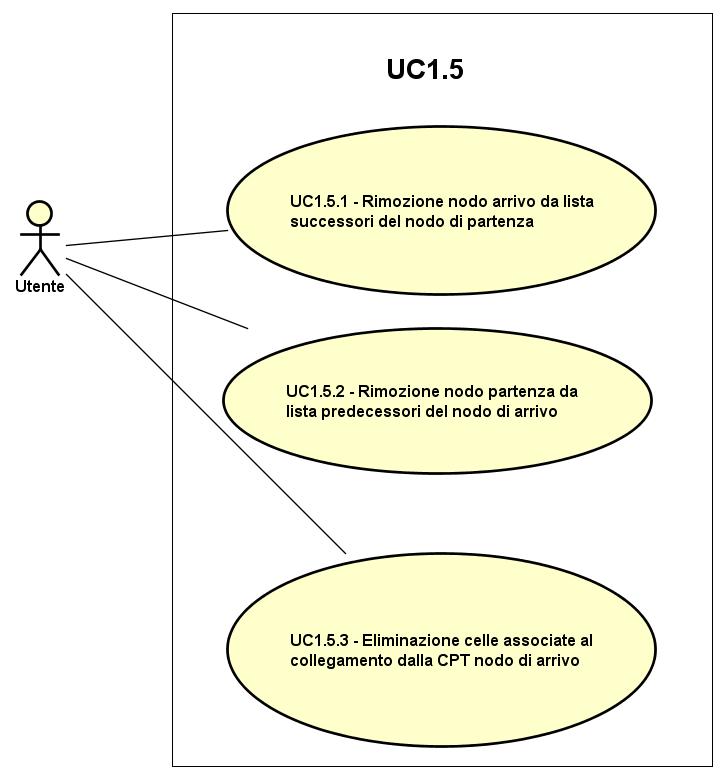 UC1.5
UC1.5.1 - Rimozione nodo arrivo da lista
successori del nodo di partenza
Utente
UC1.5.2 - Rimozione nodo partenza da
lista predecessori del nodo di arrivo
UC1.5.3 - Eliminazione celle associate al
collegamento dalla CPT nodo di arrivo